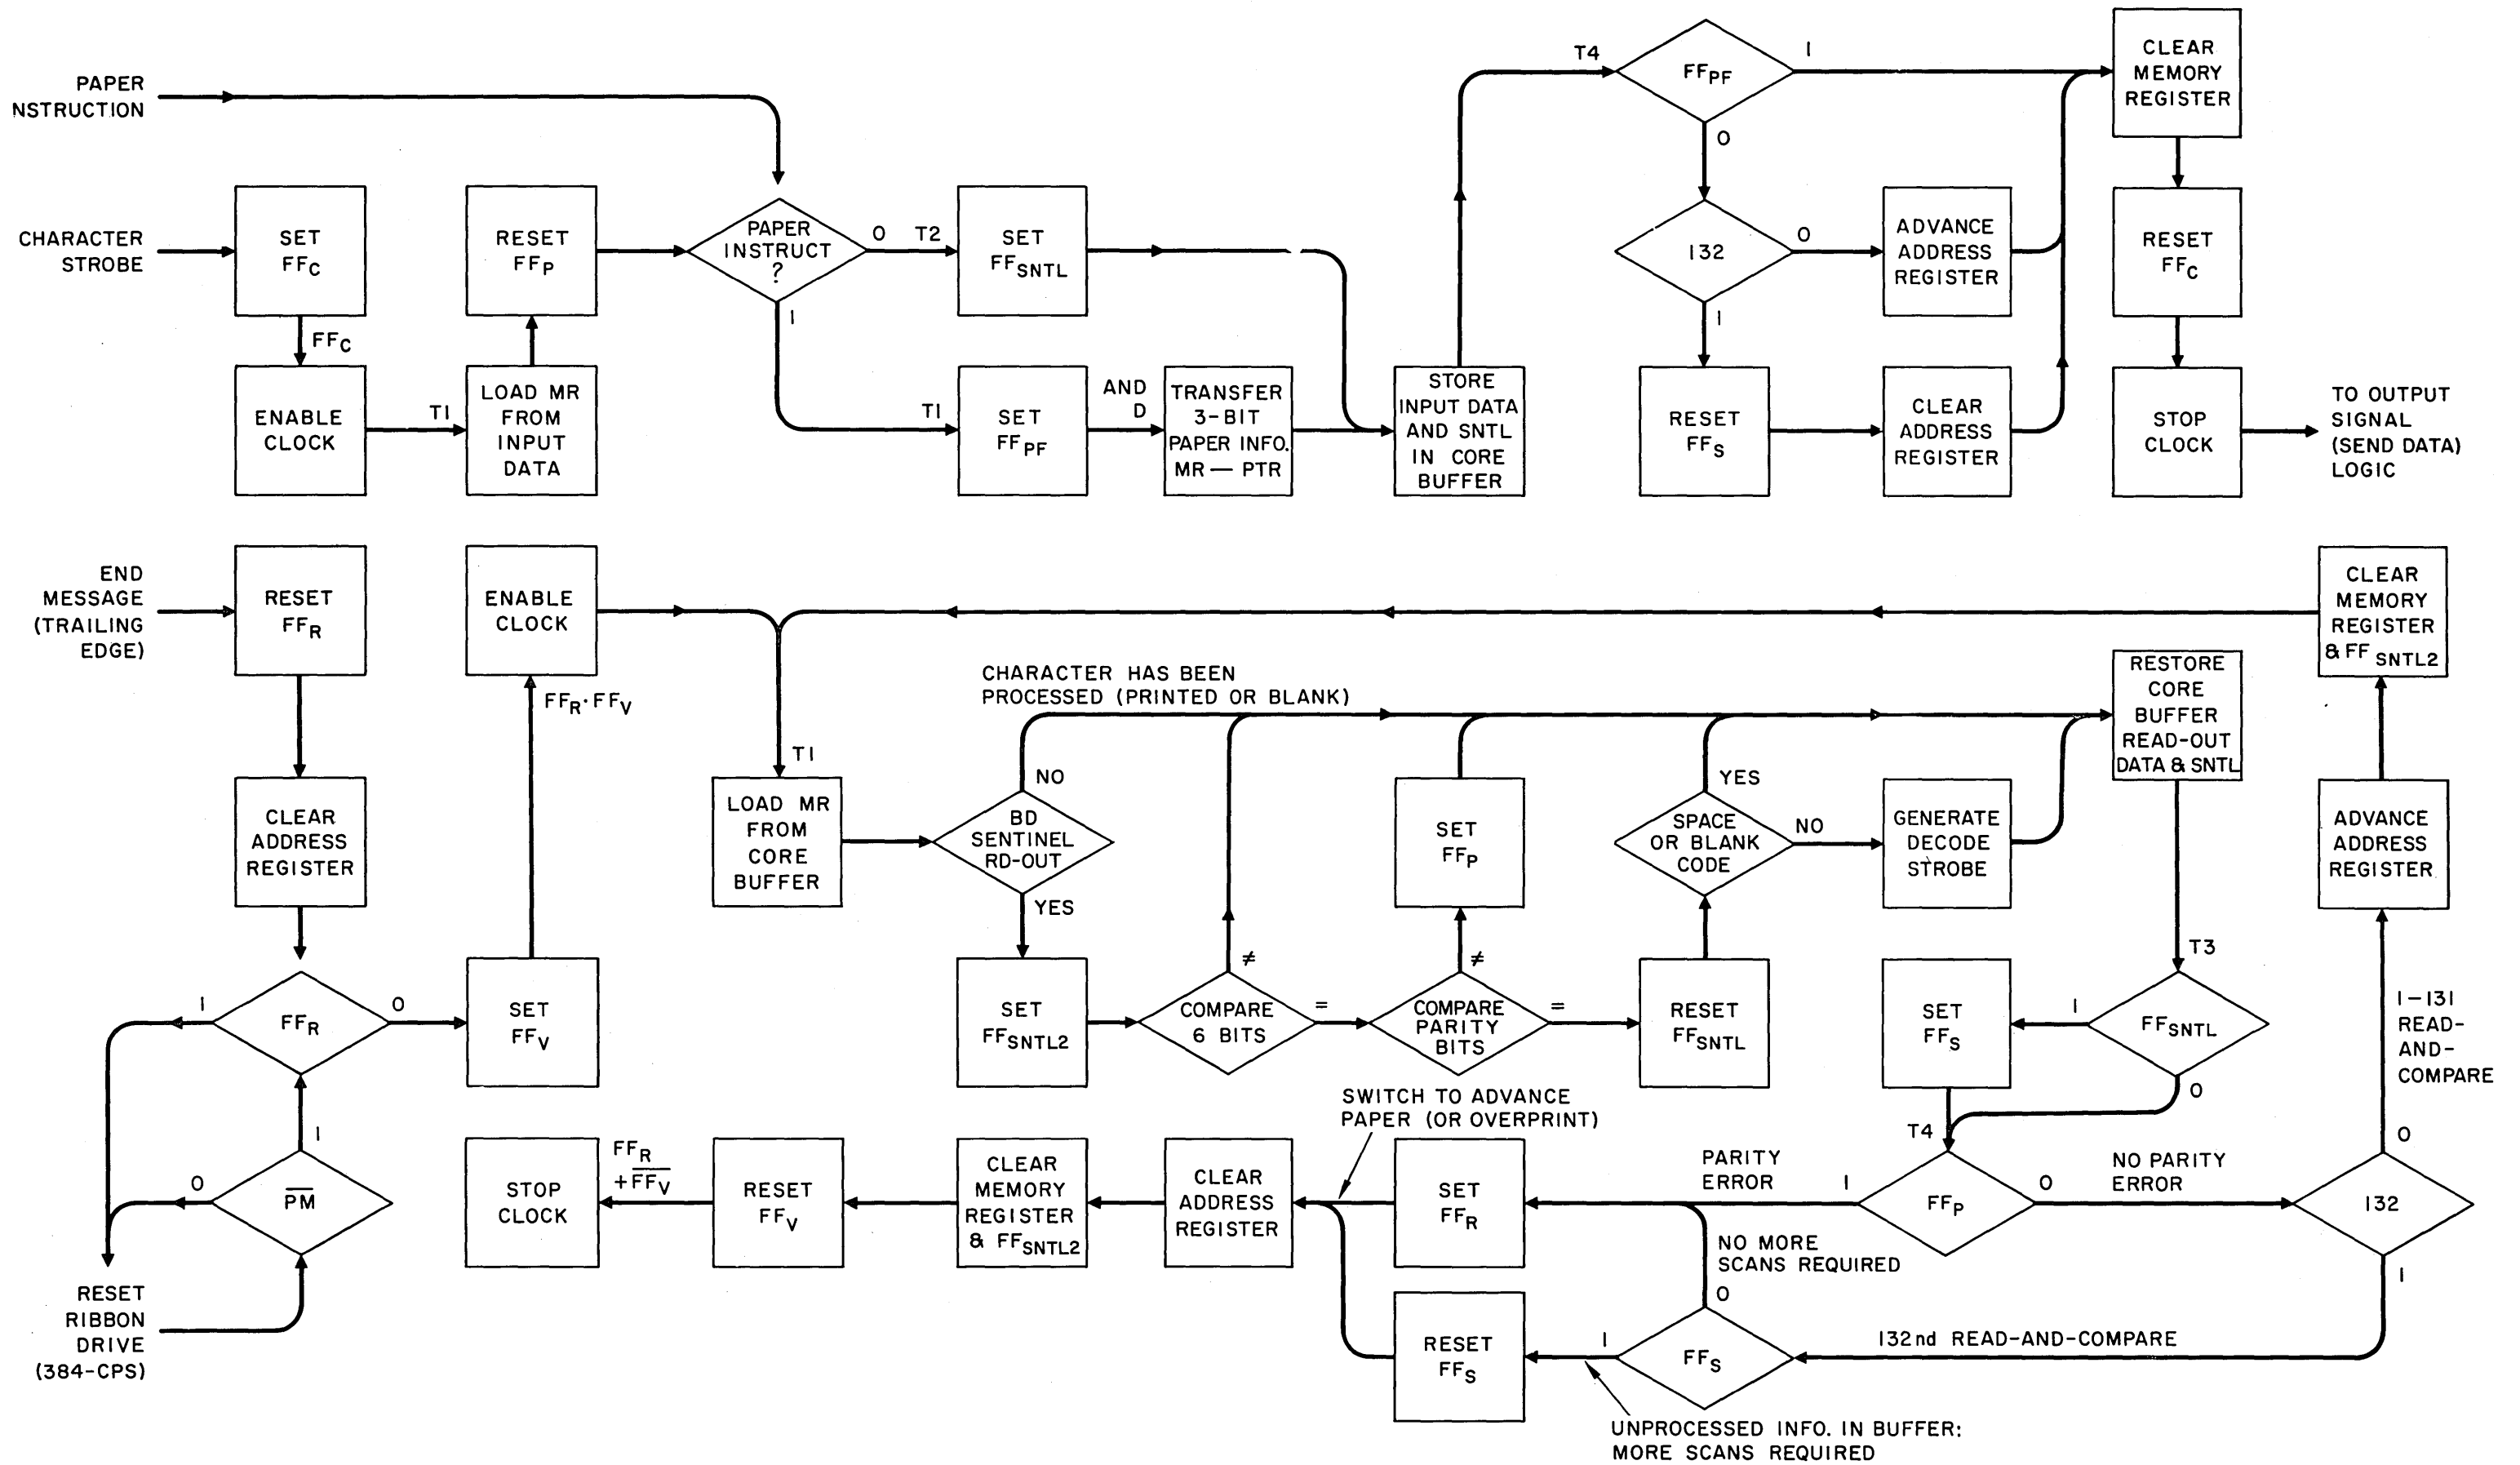 PAPER
NSTRUCTION
CHARACTER
STROBE
SET
FFC
FFC
ENABLE
CLOCK
T1
LOAD MR
FROM
INPUT
DATA
RESET
FFP
PAPER
INSTRUCT
?
0
T2
SET
FFSNTL
1
T1
SET
FFPF
AND
D
TRANSFER
3-BIT
PAPER INFO.
MR — PTR
STORE
INPUT DATA
AND SNTL
IN CORE
BUFFER
T4
FFPF
1
0
132
0
ADVANCE
ADDRESS
REGISTER
1
RESET
FFS
CLEAR
ADDRESS
REGISTER
CLEAR
MEMORY
REGISTER
RESET
FFC
STOP
CLOCK
TO OUTPUT
SIGNAL
(SEND DATA)
LOGIC
END
MESSAGE
(TRAILING
EDGE)
RESET
FFR
CLEAR
ADDRESS
REGISTER
FFR
1
0
SET
FFV
FFR·FFV
ENABLE
CLOCK
1
PM
0
RESET
RIBBON
DRIVE
(384-CPS)
T1
LOAD MR
FROM
CORE
BUFFER
BD
SENTINEL
RD-OUT
NO
YES
CHARACTER HAS BEEN
PROCESSED (PRINTED OR BLANK)
SET
FFSNTL2
COMPARE
6 BITS
≠
=
COMPARE
PARITY
BITS
≠
=
SET
FFP
RESET
FFSNTL
SPACE
OR BLANK
CODE
YES
NO
GENERATE
DECODE
STROBE
RESTORE
CORE
BUFFER
READ-OUT
DATA & SNTL
T3
FFSNTL
1
0
SET
FFS
T4
FFP
PARITY
ERROR
1
0
NO PARITY
ERROR
132
0
1
1-131
READ-
AND-
COMPARE
ADVANCE
ADDRESS
REGISTER
CLEAR
MEMORY
REGISTER
& FF SNTL2
132nd READ-AND-COMPARE
FFS
0
1
NO MORE
SCANS REQUIRED
UNPROCESSED INFO. IN BUFFER:
MORE SCANS REQUIRED
RESET
FFS
SET
FFR
SWITCH TO ADVANCE
PAPER (OR OVERPRINT)
CLEAR
ADDRESS
REGISTER
CLEAR
MEMORY
REGISTER
& FFSNTL2
RESET
FFV
FFR
+FFV
STOP
CLOCK